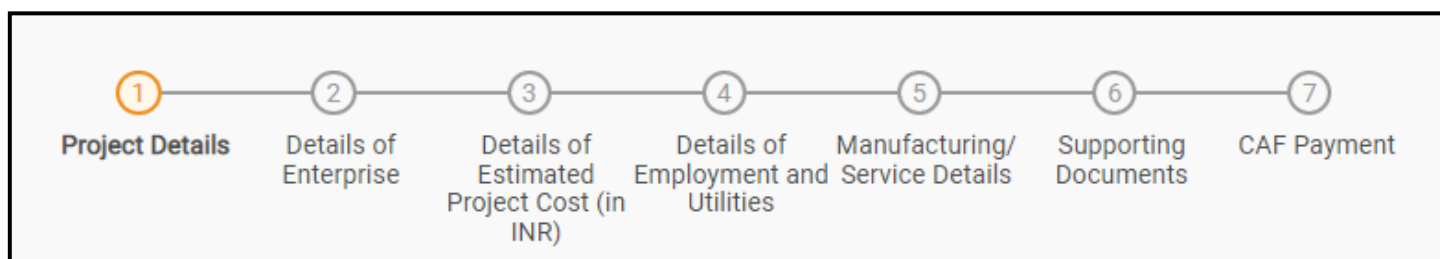 1 2 3 4 5 6 7
Project Details Details of Details of Details of Manufacturing/ Supporting CAF Payment
Enterprise Estimated Employment and Service Details Documents
Project Cost (in Utilities
INR)